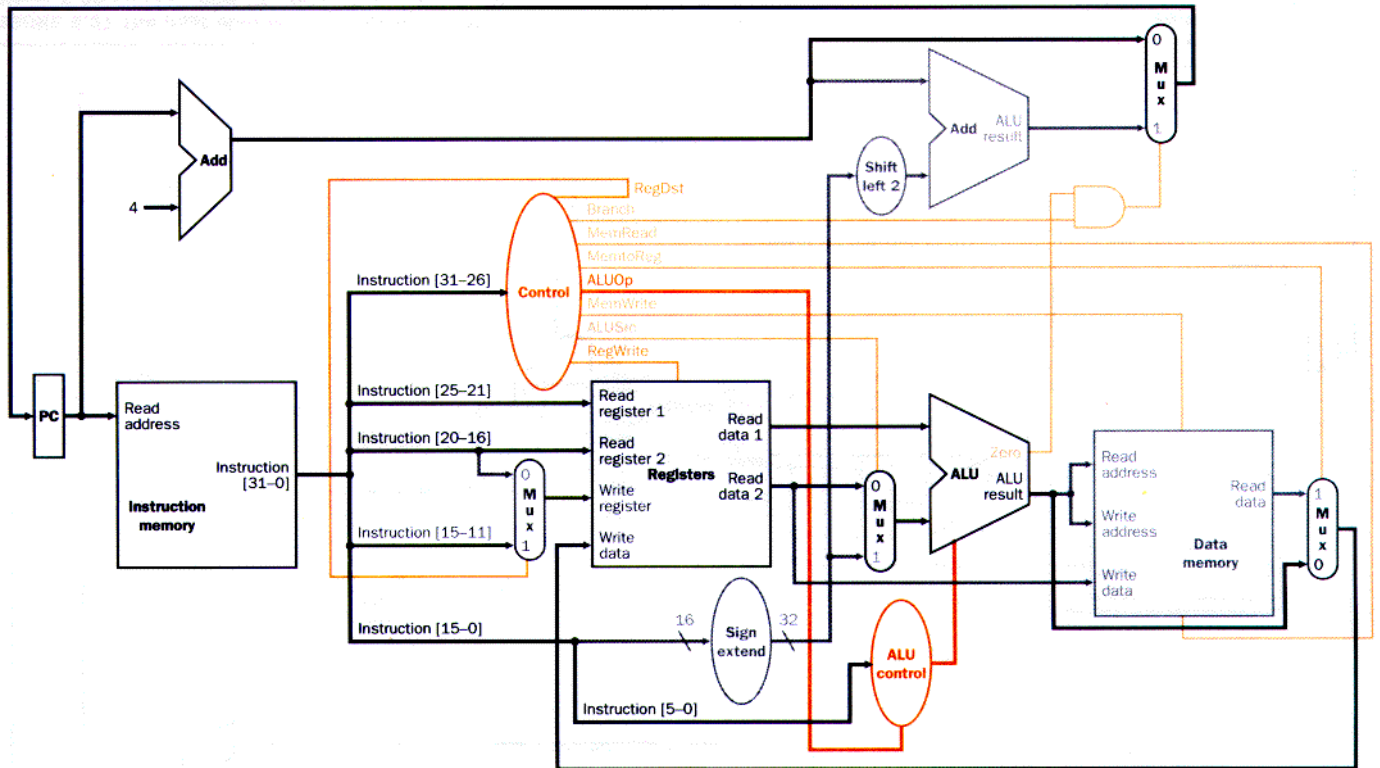 0
M
u
x
1
Add
ALU
result
Add
Shift
left 2
4
RegDst
Branch
MemRead
MemtoReg
ALUOp
MemWrite
ALUSrc
RegWrite
Control
Instruction [31–26]
Instruction [25–21]
Instruction [20–16]
Instruction [15–11]
Instruction [15–0]
Instruction [5–0]
PC
Read
address
Instruction
[31–0]
Instruction
memory
0
M
u
x
1
Read
register 1
Read
register 2
Write
register
Write
data
Registers
Read
data 1
Read
data 2
0
M
u
x
1
Zero
ALU
ALU
result
Read
address
Write
address
Write
data
Read
data
Data
memory
1
M
u
x
0
16
Sign
extend
32
ALU
control